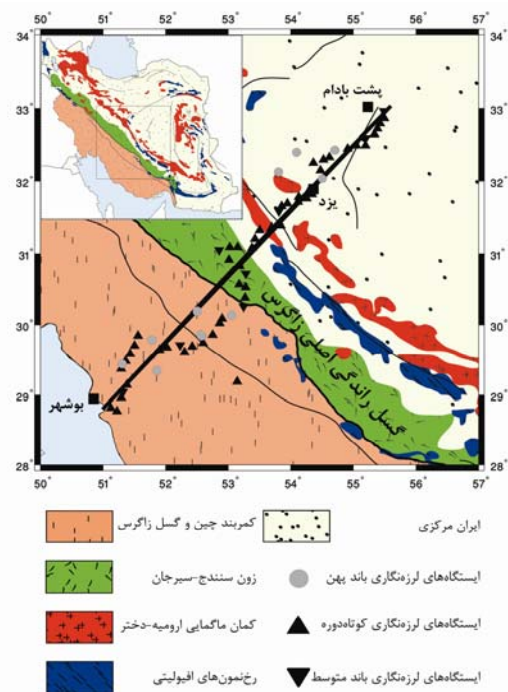 50 51 52 53 54 55 56 57
34 34
33 33
32 32
31 31
30 30
29 29
28 28
50 51 52 53 54 55 56 57
پشت بادام
یزد
گسل راندگی اصلی زاگرس
بوشهر
ایران مرکزی
کمربند چین و گسل زاگرس
ایستگاه‌های لرزه‌نگاری باند پهن
زون سنندج-سیرجان
ایستگاه‌های لرزه‌نگاری کوتاه‌دوره
کمان ماگمایی ارومیه-دختر
ایستگاه‌های لرزه‌نگاری باند متوسط
رخ‌نمون‌های افیولیتی